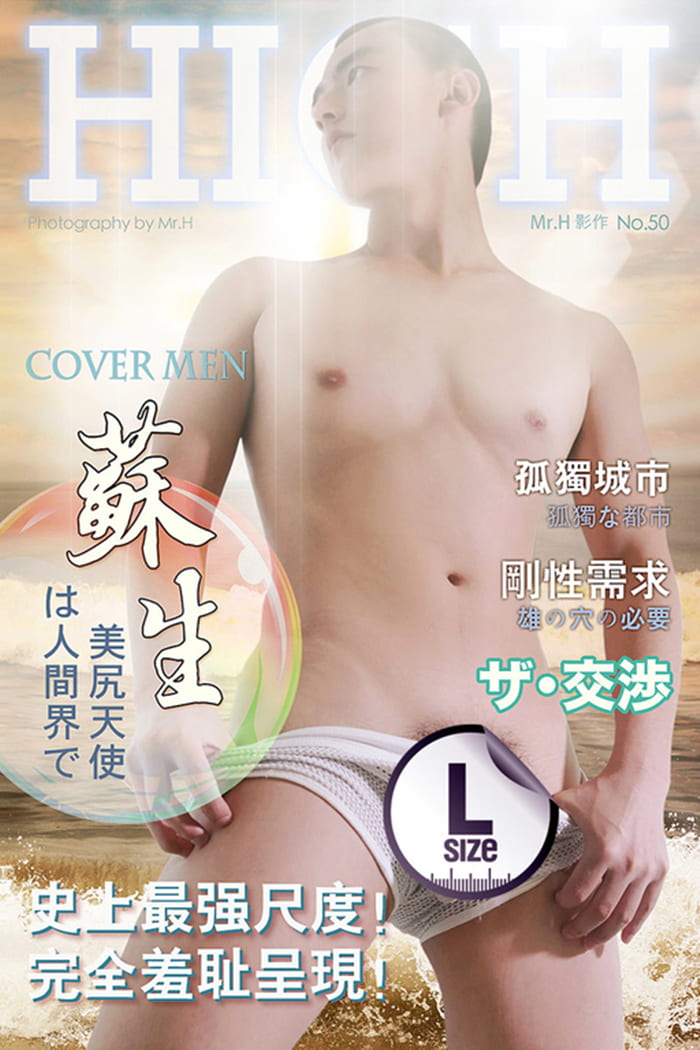 HIGH
Photography by Mr.H
Mr.H 影作 No.50
COVER MEN
蘇生
美尻天使
は人間界で
孤獨城市
孤獨な都市
剛性需求
雄の穴の必要
ザ・交渉
L
SIZE
史上最强尺度!
完全羞耻呈現!